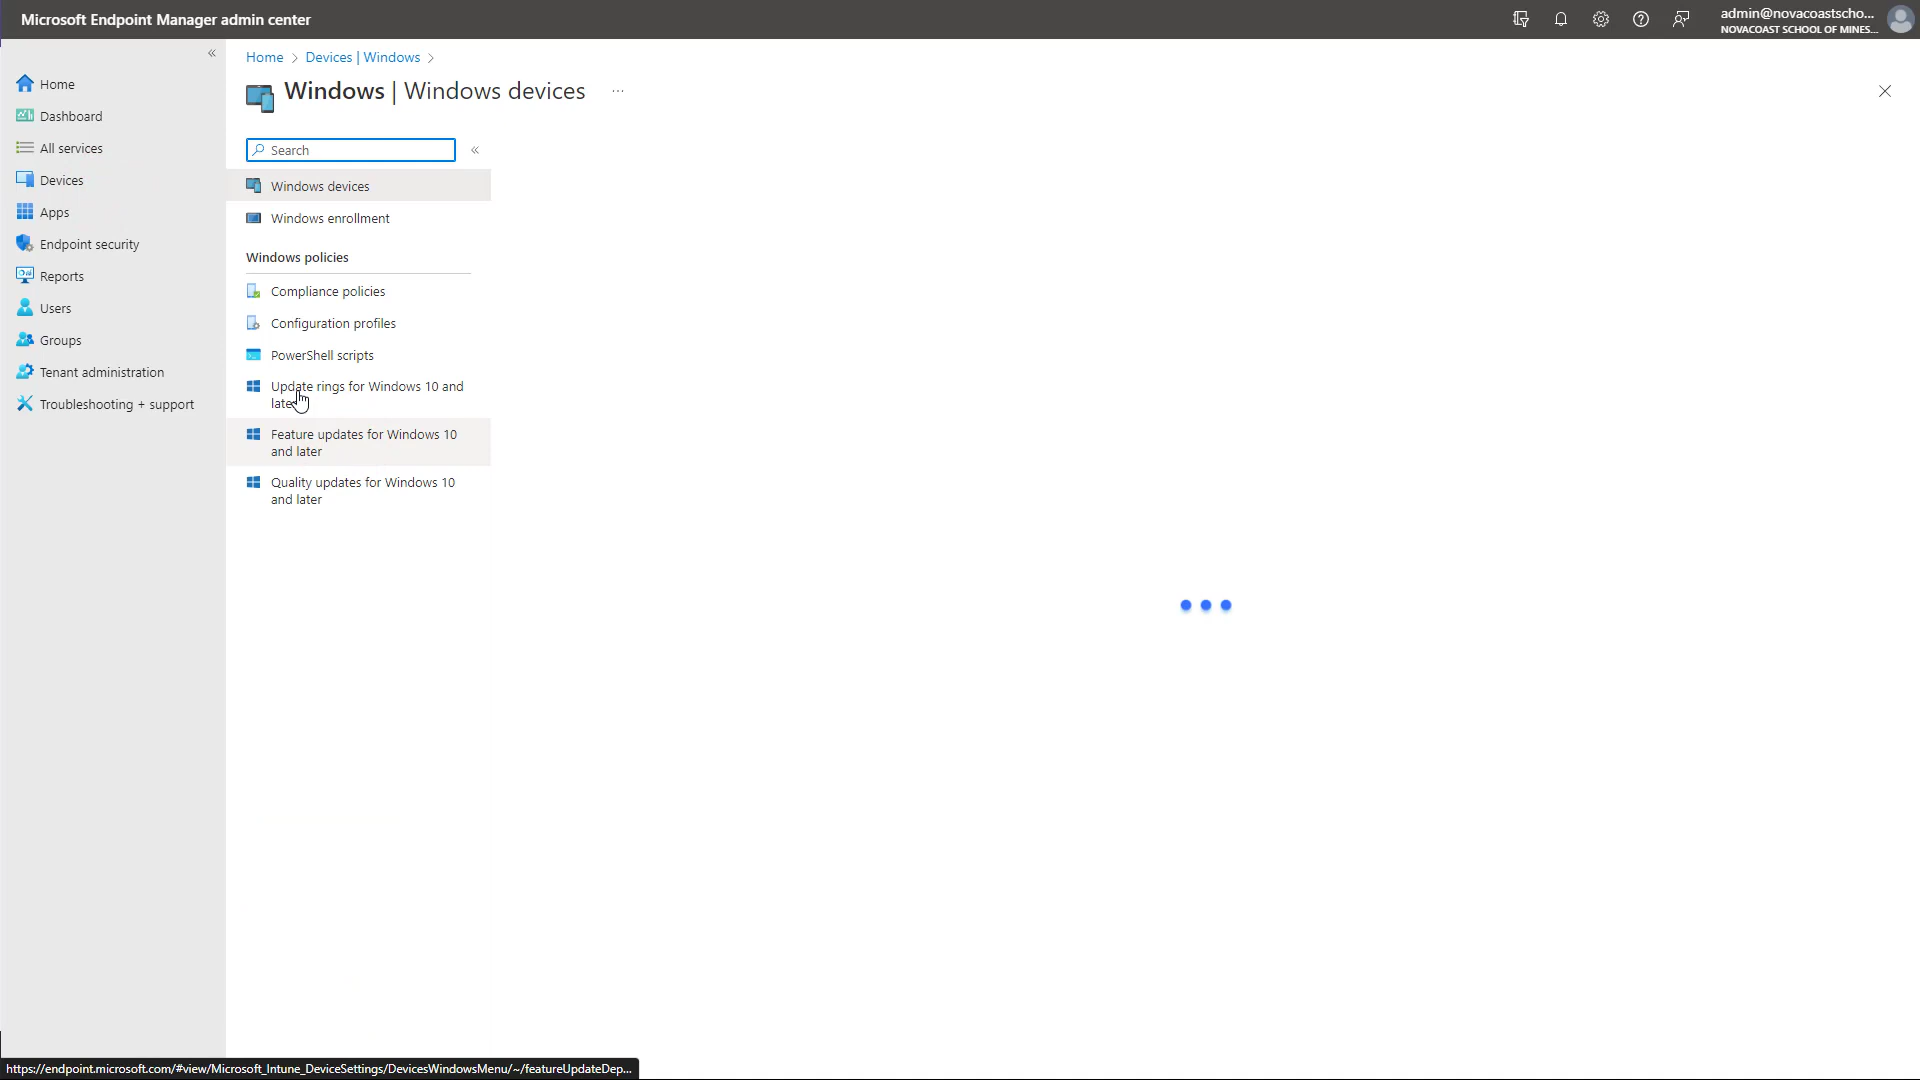 Microsoft Endpoint Manager admin center
admin@novacoastscho...
NOVACOAST SCHOOL OF MINES...
«
Home > Devices | Windows >
Home
Dashboard
All services
Devices
Apps
Endpoint security
Reports
Users
Groups
Tenant administration
Troubleshooting + support
Windows | Windows devices ...
Search «
Windows devices
Windows enrollment
Windows policies
Compliance policies
Configuration profiles
PowerShell scripts
Update rings for Windows 10 and
later
Feature updates for Windows 10
and later
Quality updates for Windows 10
and later
https://endpoint.microsoft.com/#view/Microsoft_Intune_DeviceSettings/DevicesWindowsMenu/~/featureUpdateDep...